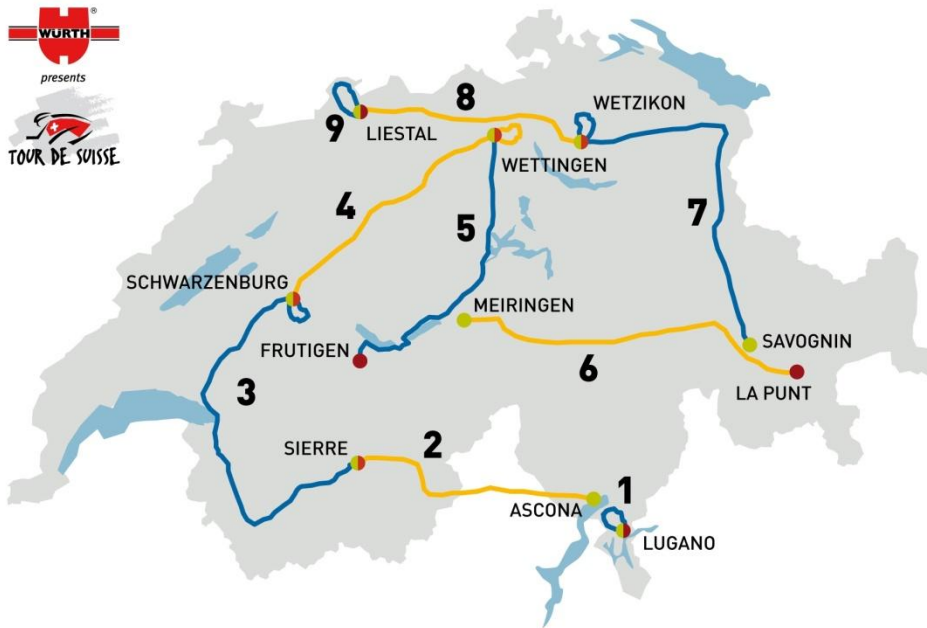 WÜRTH
®
presents
TOUR DE SUISSE
8
WETZIKON
9
LIESTAL
WETTINGEN
4
5
7
SCHWARZENBURG
MEIRINGEN
FRUTIGEN
SAVOGNIN
6
LA PUNT
3
SIERRE
2
ASCONA
1
LUGANO